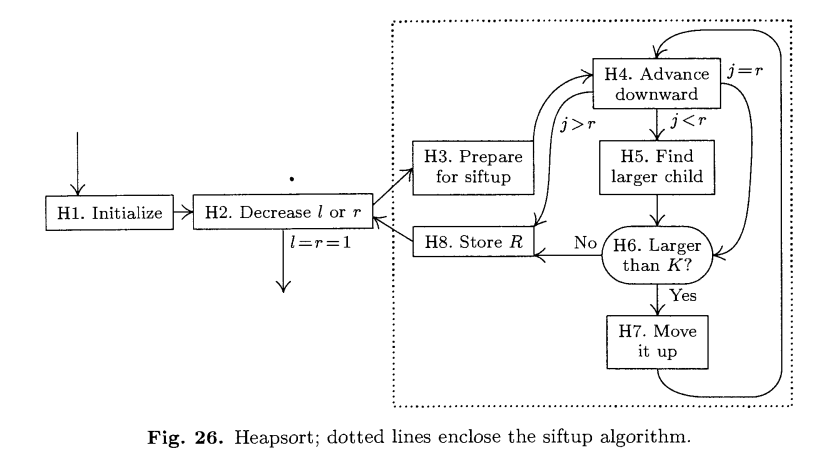 H4. Advance
downward
j=r
j>r
j<r
H3. Prepare
for siftup
H5. Find
larger child
H1. Initialize
H2. Decrease l or r
l=r=1
H8. Store R
No
H6. Larger
than K?
Yes
H7. Move
it up
Fig. 26. Heapsort; dotted lines enclose the siftup algorithm.